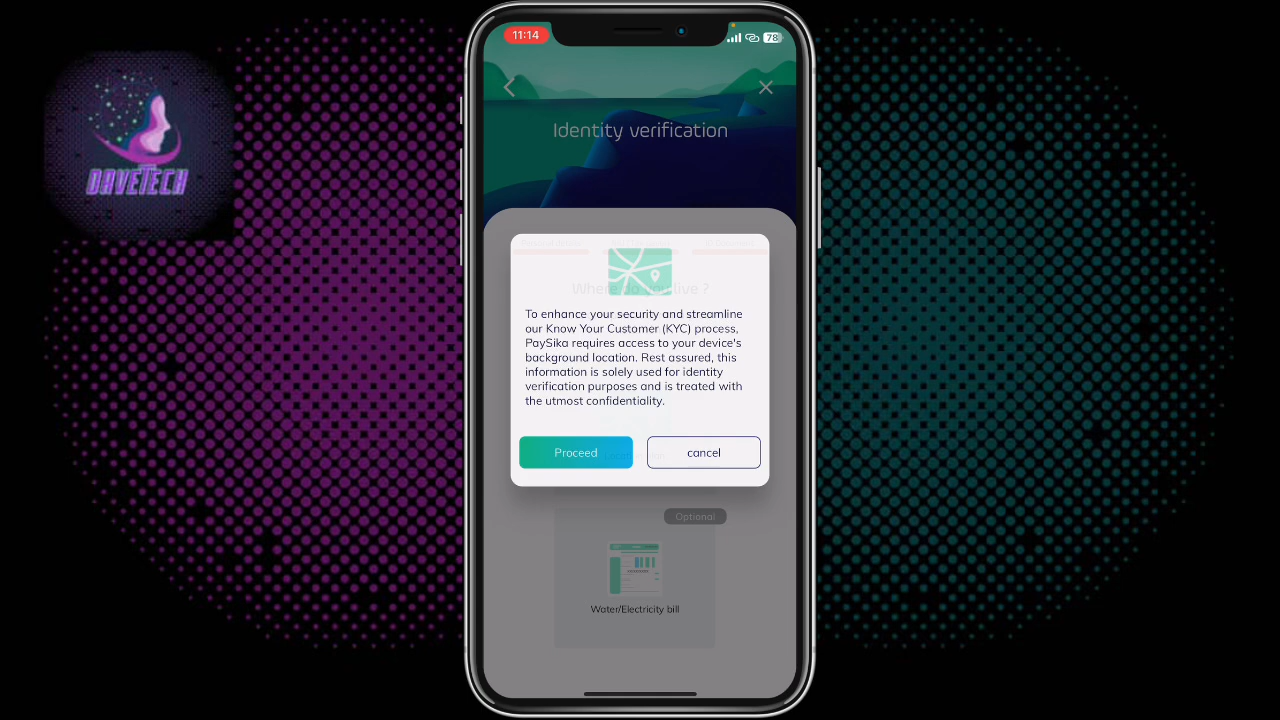 11:14
78
DAVETECH
Identity verification
Where do you live ?
To enhance your security and streamline
our Know Your Customer (KYC) process,
PaySika requires access to your device's
background location. Rest assured, this
information is solely used for identity
verification purposes and is treated with
the utmost confidentiality.
Proceed
cancel
Optional
Water/Electricity bill